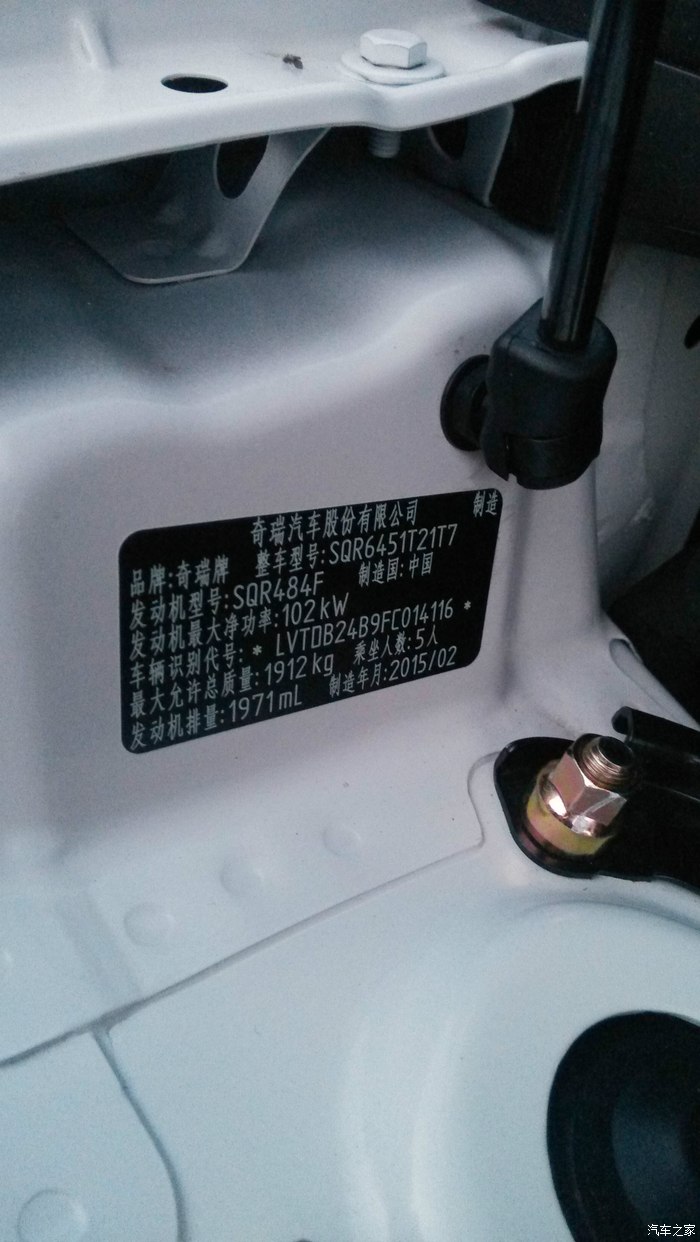 奇瑞汽车股份有限公司 制造
品牌:奇瑞牌 整车型号:SQR6451T21T7
发动机型号:SQR484F 制造国:中国
发动机最大净功率:102kW
车辆识别代号: * LVTDB24B9FC014116 *
最大允许总质量:1912kg 乘坐人数:5人
发动机排量:1971mL 制造年月:2015/02
汽车之家